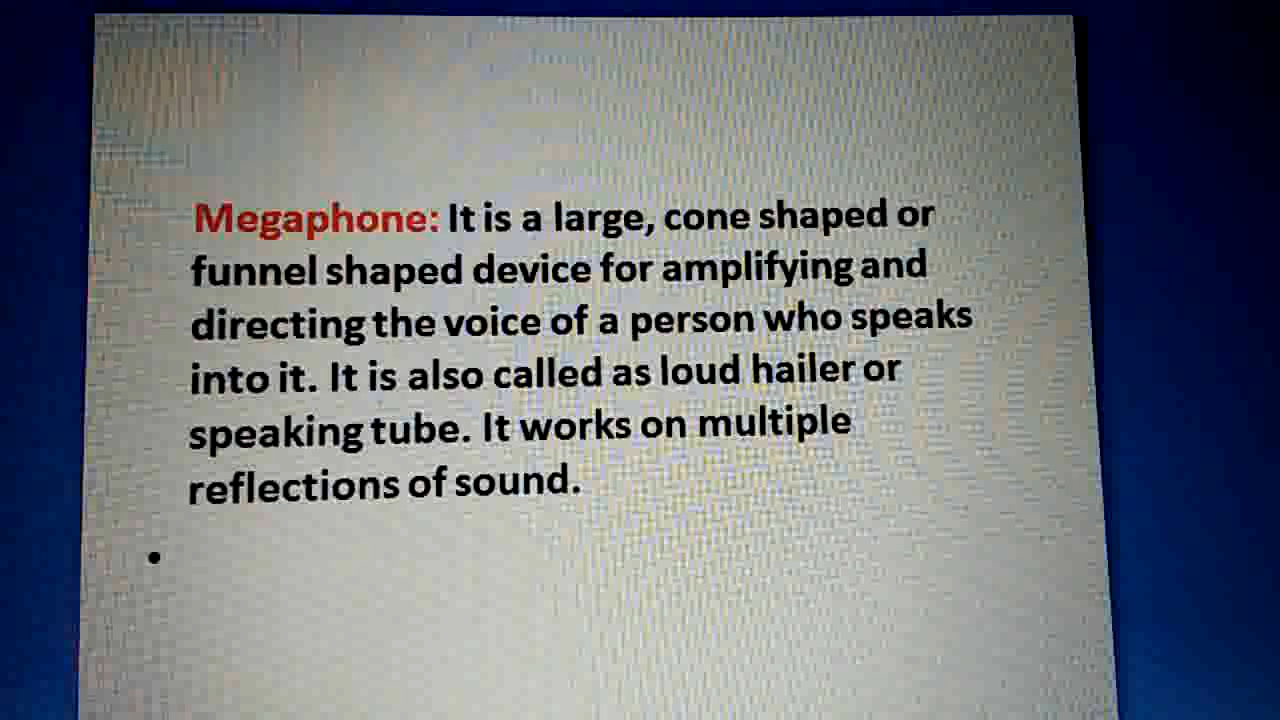 Megaphone: It is a large, cone shaped or
funnel shaped device for amplifying and
directing the voice of a person who speaks
into it. It is also called as loud hailer or
speaking tube. It works on multiple
reflections of sound.
•